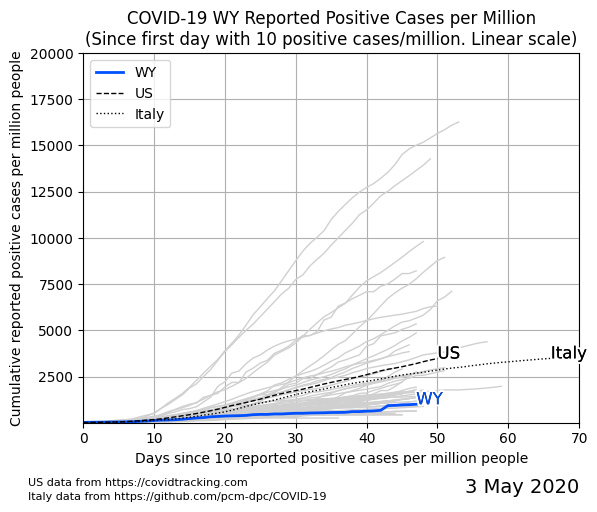 COVID-19 WY Reported Positive Cases per Million
(Since first day with 10 positive cases/million. Linear scale)
Cumulative reported positive cases per million people
20000
17500
15000
12500
10000
7500
5000
2500
WY
US
Italy
US
Italy
WY
0 10 20 30 40 50 60 70
Days since 10 reported positive cases per million people
US data from https://covidtracking.com
Italy data from https://github.com/pcm-dpc/COVID-19
3 May 2020